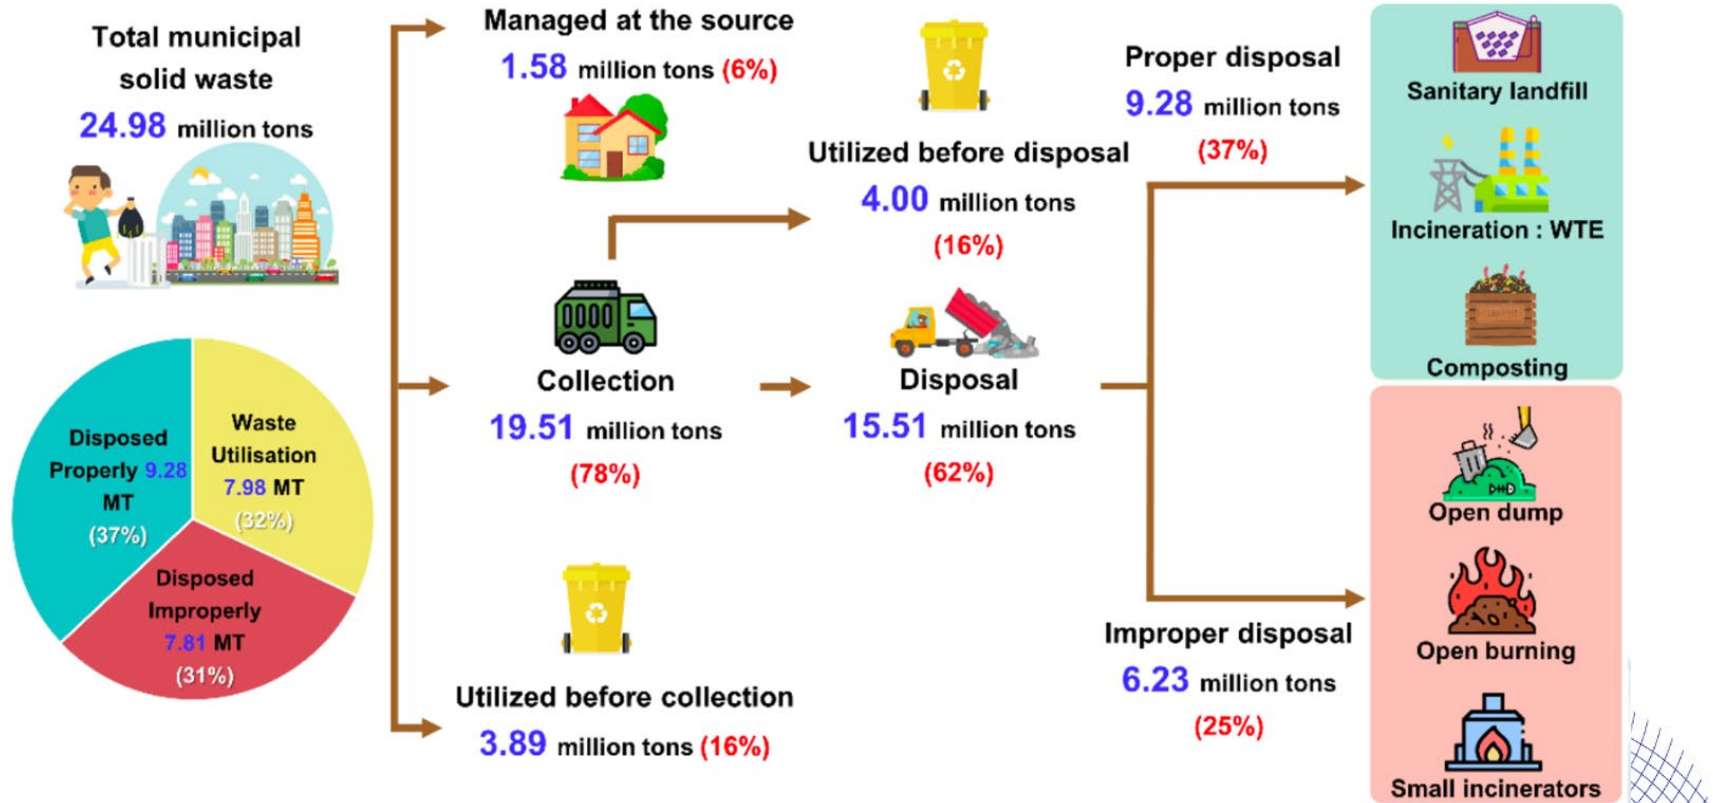 Total municipal
solid waste
24.98 million tons
Disposed
Properly 9.28
MT
(37%)
Waste
Utilisation
7.98 MT
(32%)
Disposed
Improperly
7.81 MT
(31%)
Managed at the source
1.58 million tons (6%)
Collection
19.51 million tons
(78%)
Utilized before collection
3.89 million tons (16%)
Utilized before disposal
4.00 million tons
(16%)
Disposal
15.51 million tons
(62%)
Proper disposal
9.28 million tons
(37%)
Improper disposal
6.23 million tons
(25%)
Sanitary landfill
Incineration : WTE
Composting
Open dump
Open burning
Small incinerators